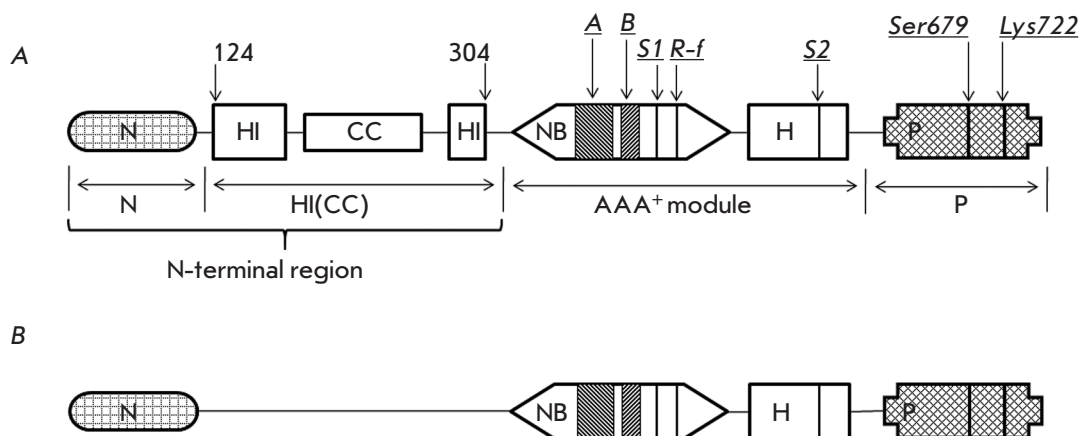 A
124
304
A
B
S1
R-f
S2
Ser679
Lys722
N
HI
CC
HI
NB
H
P
N
HI(CC)
AAA⁺ module
P
N-terminal region
B
N
NB
H
P